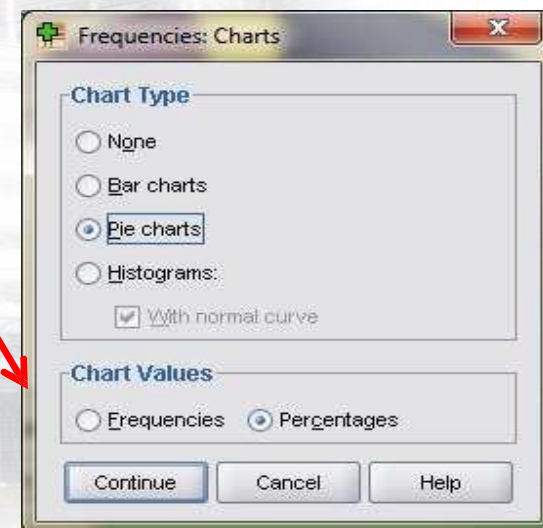 Frequencies: Charts
Chart Type
None
Bar charts
Pie charts
Histograms:
With normal curve
Chart Values
Frequencies Percentages
Continue Cancel Help